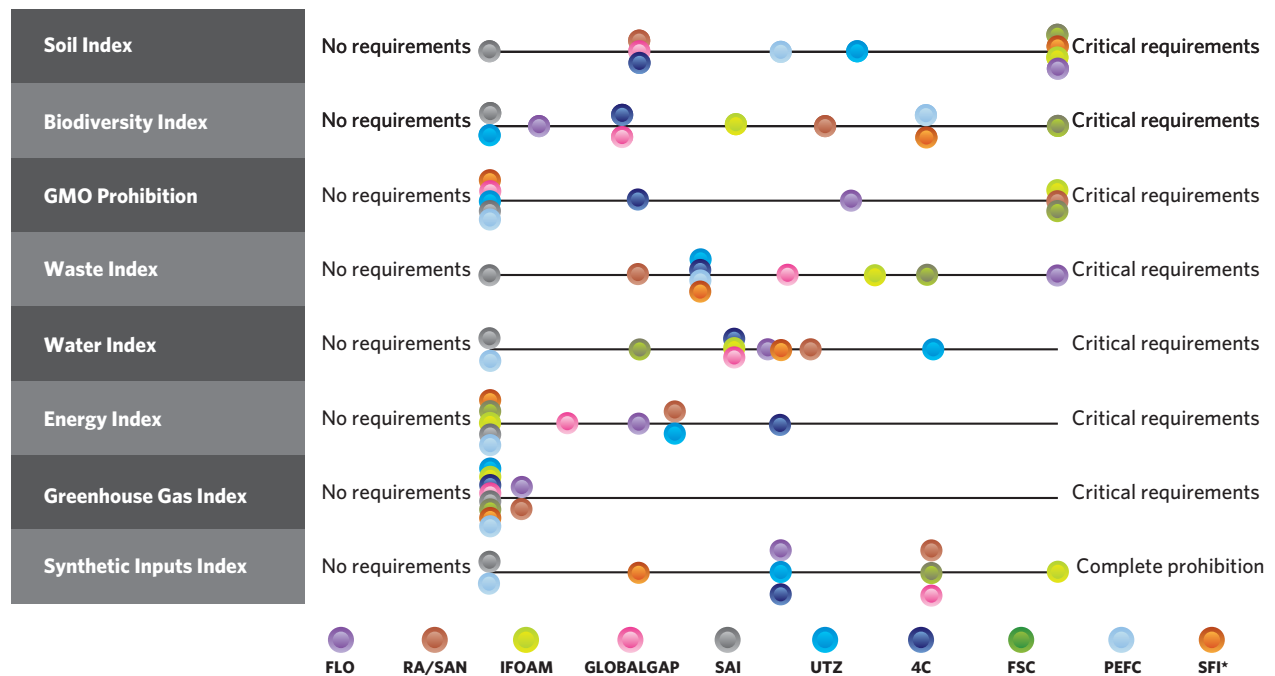 Soil Index No requirements Critical requirements
Biodiversity Index No requirements Critical requirements
GMO Prohibition No requirements Critical requirements
Waste Index No requirements Critical requirements
Water Index No requirements Critical requirements
Energy Index No requirements Critical requirements
Greenhouse Gas Index No requirements Critical requirements
Synthetic Inputs Index No requirements Complete prohibition
FLO RA/SAN IFOAM GLOBALGAP SAI UTZ 4C FSC PEFC SFI*